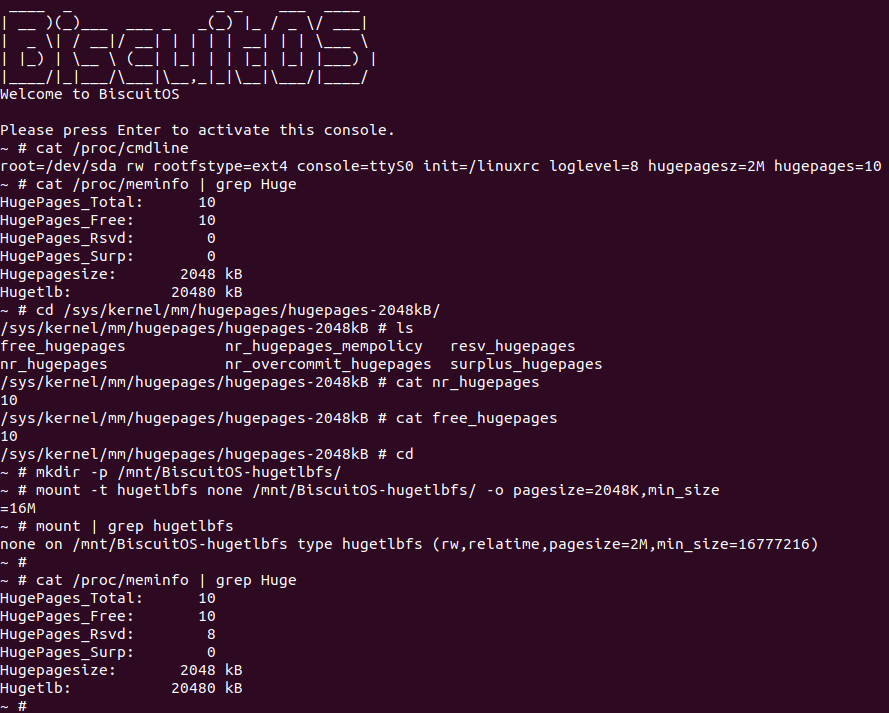 ____  _                _ _    ___  ____
| __ )(_)___  ___ _   _(_) |_ / _ \/ ___|
|  _ \| / __|/ __| | | | | __| | | \___ \
| |_) | \__ \ (__| |_| | | |_| |_| |___) |
|____/|_|___/\___|\__,_|_|\__|\___/|____/
Welcome to BiscuitOS

Please press Enter to activate this console.
~ # cat /proc/cmdline
root=/dev/sda rw rootfstype=ext4 console=ttyS0 init=/linuxrc loglevel=8 hugepagesz=2M hugepages=10
~ # cat /proc/meminfo | grep Huge
HugePages_Total:      10
HugePages_Free:       10
HugePages_Rsvd:        0
HugePages_Surp:        0
Hugepagesize:       2048 kB
Hugetlb:           20480 kB
~ # cd /sys/kernel/mm/hugepages/hugepages-2048kB/
/sys/kernel/mm/hugepages/hugepages-2048kB # ls
free_hugepages           nr_hugepages_mempolicy   resv_hugepages
nr_hugepages             nr_overcommit_hugepages  surplus_hugepages
/sys/kernel/mm/hugepages/hugepages-2048kB # cat nr_hugepages
10
/sys/kernel/mm/hugepages/hugepages-2048kB # cat free_hugepages
10
/sys/kernel/mm/hugepages/hugepages-2048kB # cd
~ # mkdir -p /mnt/BiscuitOS-hugetlbfs/
~ # mount -t hugetlbfs none /mnt/BiscuitOS-hugetlbfs/ -o pagesize=2048K,min_size
=16M
~ # mount | grep hugetlbfs
none on /mnt/BiscuitOS-hugetlbfs type hugetlbfs (rw,relatime,pagesize=2M,min_size=16777216)
~ #
~ # cat /proc/meminfo | grep Huge
HugePages_Total:      10
HugePages_Free:       10
HugePages_Rsvd:        8
HugePages_Surp:        0
Hugepagesize:       2048 kB
Hugetlb:           20480 kB
~ #